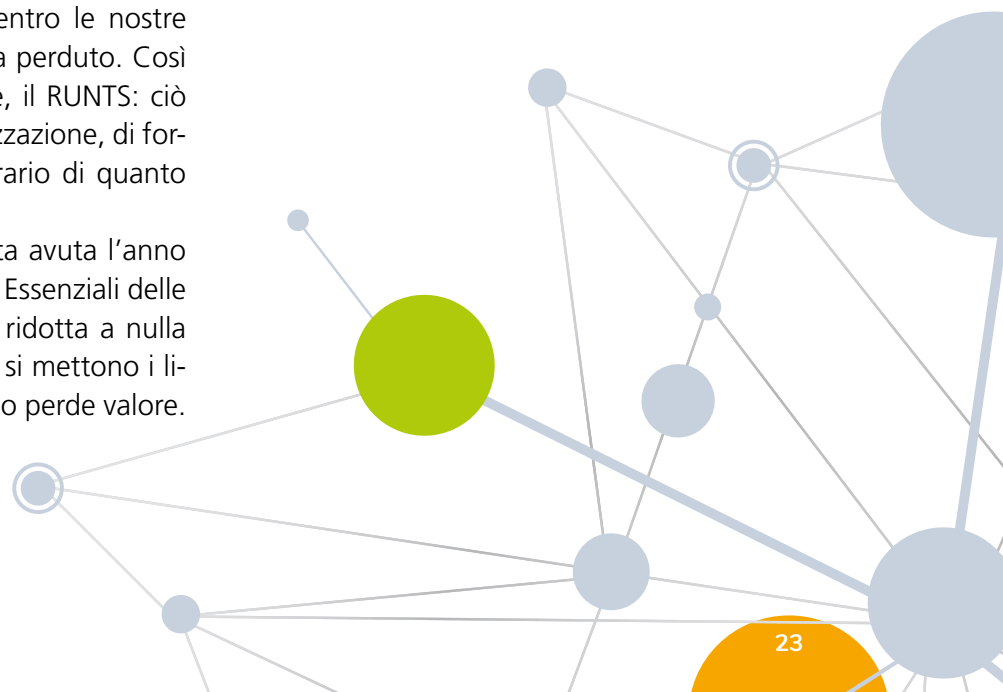 entro le nostre
a perduto. Così
e, il RUNTS: ciò
zzazione, di for-
rario di quanto
ta avuta l'anno
Essenziali delle
ridotta a nulla
si mettono i li-
o perde valore.
23